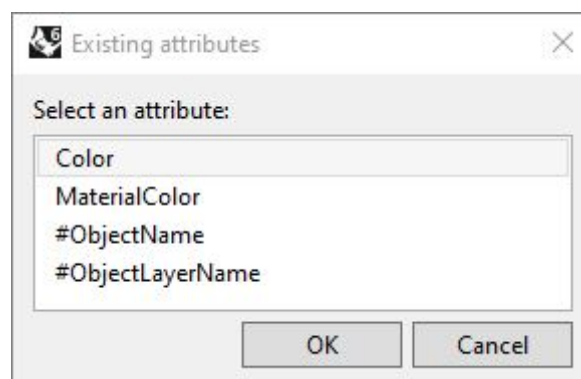 Existing attributes
Select an attribute:
Color
MaterialColor
#ObjectName
#ObjectLayerName
OK Cancel